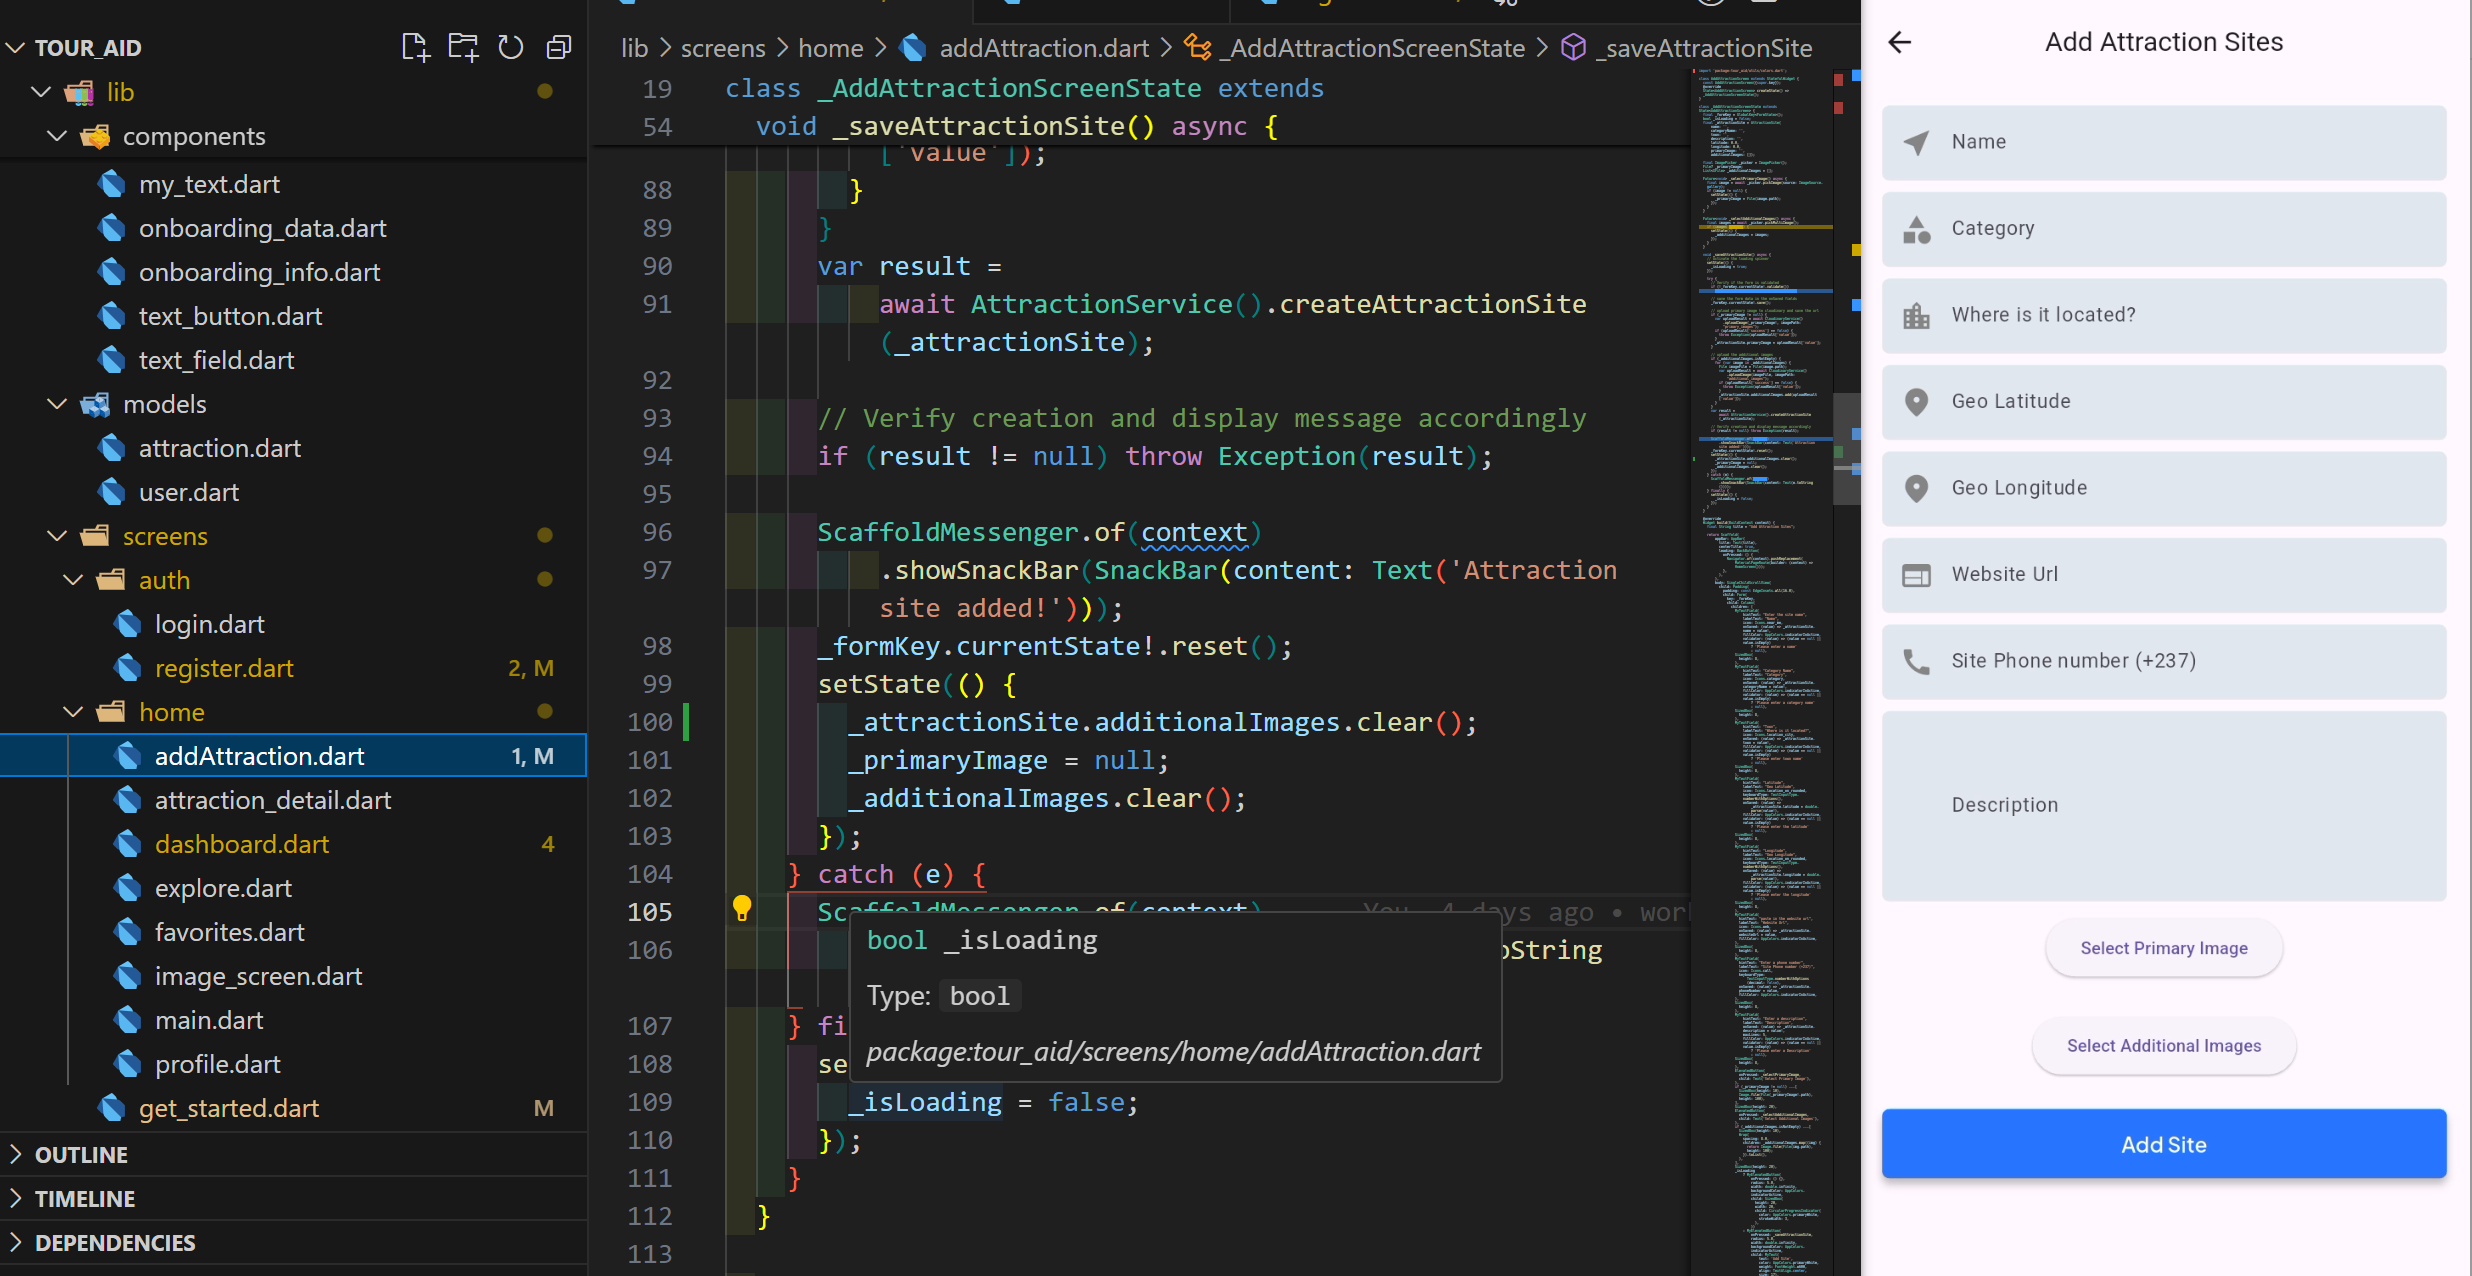 TOUR_AID
lib
components
my_text.dart
onboarding_data.dart
onboarding_info.dart
text_button.dart
text_field.dart
models
attraction.dart
user.dart
screens
auth
login.dart
register.dart 2, M
home
addAttraction.dart 1, M
attraction_detail.dart
dashboard.dart 4
explore.dart
favorites.dart
image_screen.dart
main.dart
profile.dart
get_started.dart M
OUTLINE
TIMELINE
DEPENDENCIES
lib > screens > home > addAttraction.dart > _AddAttractionScreenState > _saveAttractionSite
19 class _AddAttractionScreenState extends
54 void _saveAttractionSite() async {
['value']);
88 }
89 }
90 var result =
91 await AttractionService().createAttractionSite
(_attractionSite);
92
93 // Verify creation and display message accordingly
94 if (result != null) throw Exception(result);
95
96 ScaffoldMessenger.of(context)
97 .showSnackBar(SnackBar(content: Text('Attraction
site added!')));
98 _formKey.currentState!.reset();
99 setState(() {
100 _attractionSite.additionalImages.clear();
101 _primaryImage = null;
102 _additionalImages.clear();
103 });
104 } catch (e) {
105 ScaffoldMessenger.of(context) You, 4 days ago • wor
106 oString
bool _isLoading
Type: bool
package:tour_aid/screens/home/addAttraction.dart
107 } fi
108 se
109 _isLoading = false;
110 });
111 }
112 }
113
Add Attraction Sites
Name
Category
Where is it located?
Geo Latitude
Geo Longitude
Website Url
Site Phone number (+237)
Description
Select Primary Image
Select Additional Images
Add Site